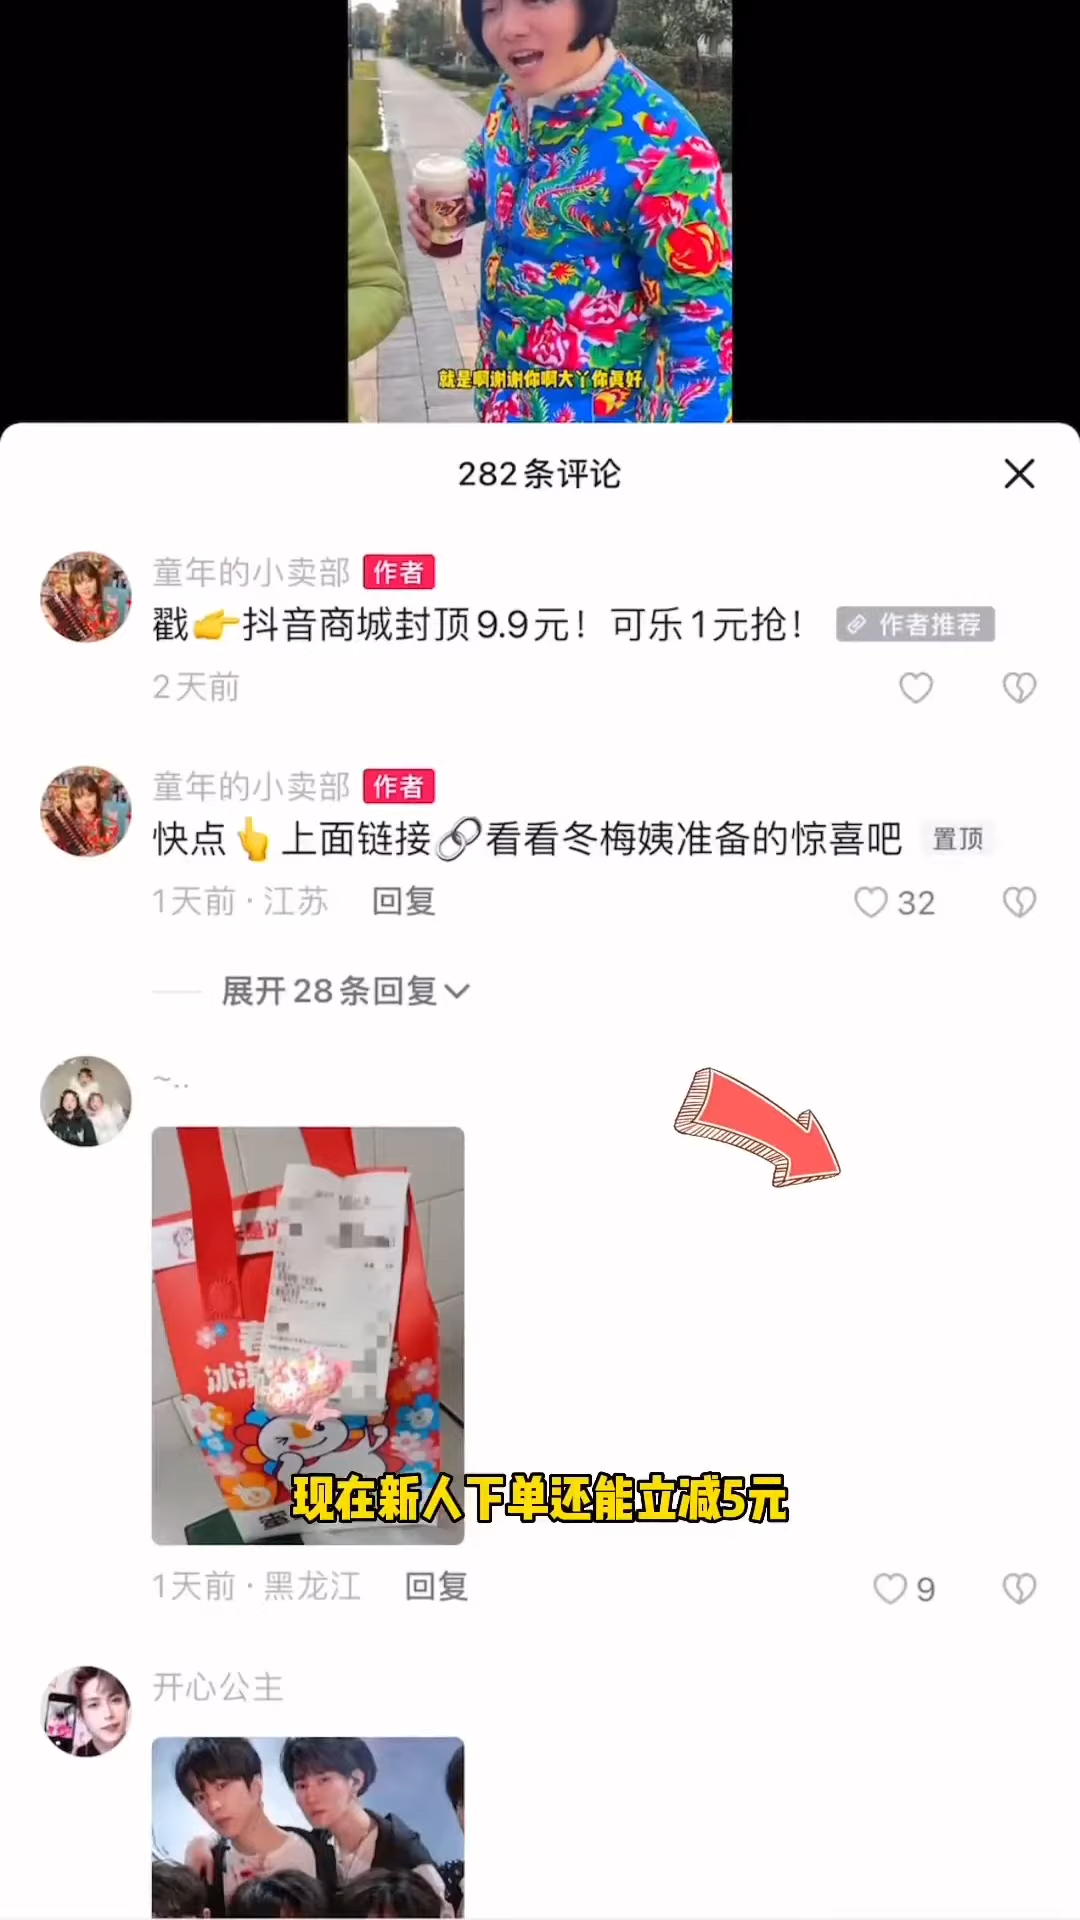 就是啊谢谢你啊大丫你真好
282条评论
童年的小卖部 作者
戳👉抖音商城封顶9.9元！可乐1元抢！ 作者推荐
2天前
童年的小卖部 作者
快点👆上面链接🔗看看冬梅姨准备的惊喜吧 置顶
1天前·江苏 回复 32
展开28条回复
~..
冰淇
现在新人下单还能立减5元
1天前·黑龙江 回复 9
开心公主